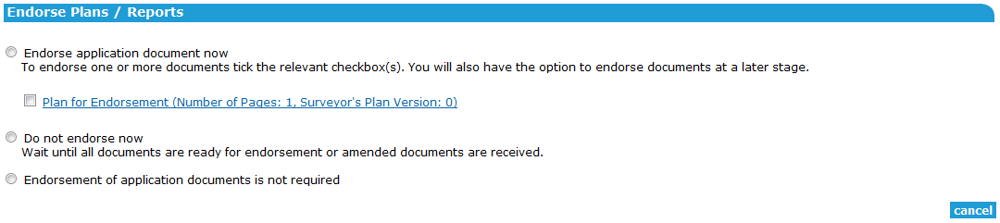 Endorse Plans / Reports
Endorse application document now
To endorse one or more documents tick the relevant checkbox(s). You will also have the option to endorse documents at a later stage.
Plan for Endorsement (Number of Pages: 1, Surveyor's Plan Version: 0)
Do not endorse now
Wait until all documents are ready for endorsement or amended documents are received.
Endorsement of application documents is not required
cancel